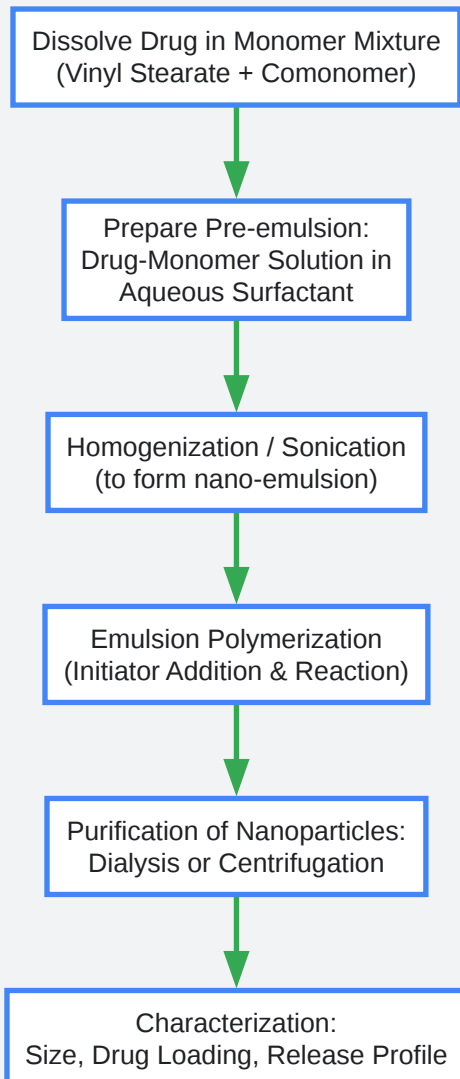 Dissolve Drug in Monomer Mixture
(Vinyl Stearate + Comonomer)
Prepare Pre-emulsion:
Drug-Monomer Solution in
Aqueous Surfactant
Homogenization / Sonication
(to form nano-emulsion)
Emulsion Polymerization
(Initiator Addition & Reaction)
Purification of Nanoparticles:
Dialysis or Centrifugation
Characterization:
Size, Drug Loading, Release Profile